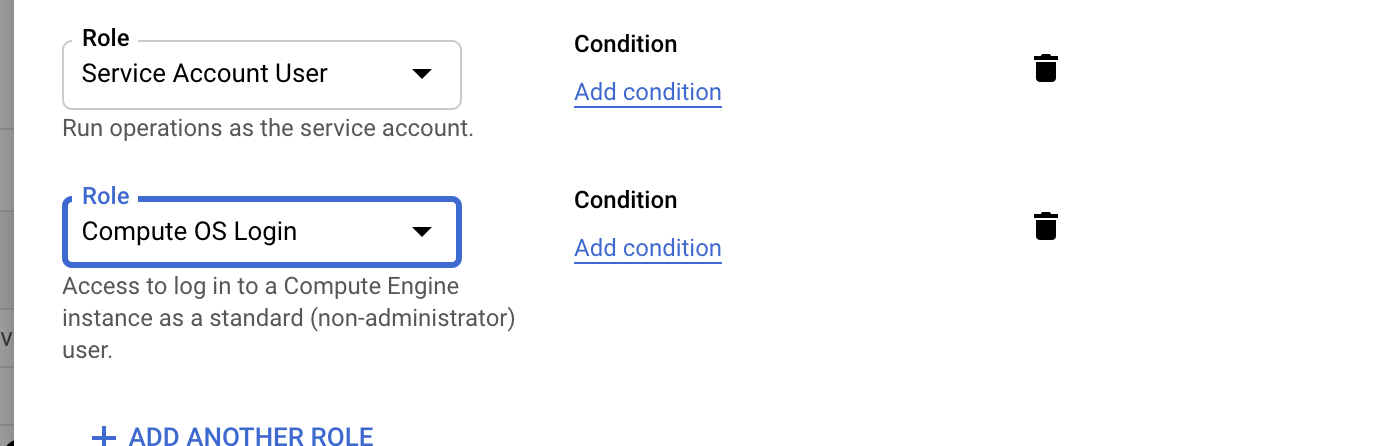 Role
Service Account User
Condition
Add condition
Run operations as the service account.
Role
Compute OS Login
Condition
Add condition
Access to log in to a Compute Engine
instance as a standard (non-administrator)
user.
v
ADD ANOTHER ROLE